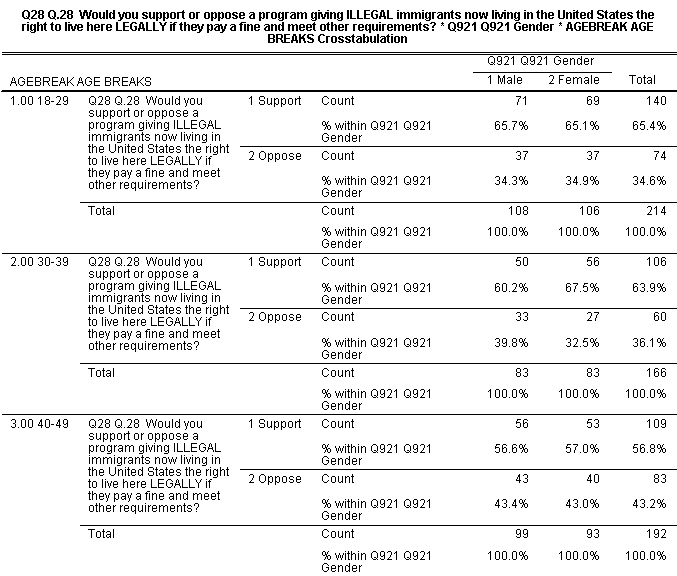 Q28 Q.28 Would you support or oppose a program giving ILLEGAL immigrants now living in the United States the
right to live here LEGALLY if they pay a fine and meet other requirements? * Q921 Q921 Gender * AGEBREAK AGE
BREAKS Crosstabulation
Q921 Q921 Gender
AGEBREAK AGE BREAKS 1 Male 2 Female Total
1.00 18-29 Q28 Q.28 Would you 1 Support Count 71 69 140
support or oppose a
program giving ILLEGAL % within Q921 Q921 65.7% 65.1% 65.4%
immigrants now living in Gender
the United States the right 2 Oppose Count 37 37 74
to live here LEGALLY if
they pay a fine and meet % within Q921 Q921 34.3% 34.9% 34.6%
other requirements? Gender
Total Count 108 106 214
% within Q921 Q921 100.0% 100.0% 100.0%
Gender
2.00 30-39 Q28 Q.28 Would you 1 Support Count 50 56 106
support or oppose a
program giving ILLEGAL % within Q921 Q921 60.2% 67.5% 63.9%
immigrants now living in Gender
the United States the right 2 Oppose Count 33 27 60
to live here LEGALLY if
they pay a fine and meet % within Q921 Q921 39.8% 32.5% 36.1%
other requirements? Gender
Total Count 83 83 166
% within Q921 Q921 100.0% 100.0% 100.0%
Gender
3.00 40-49 Q28 Q.28 Would you 1 Support Count 56 53 109
support or oppose a
program giving ILLEGAL % within Q921 Q921 56.6% 57.0% 56.8%
immigrants now living in Gender
the United States the right 2 Oppose Count 43 40 83
to live here LEGALLY if
they pay a fine and meet % within Q921 Q921 43.4% 43.0% 43.2%
other requirements? Gender
Total Count 99 93 192
% within Q921 Q921 100.0% 100.0% 100.0%
Gender